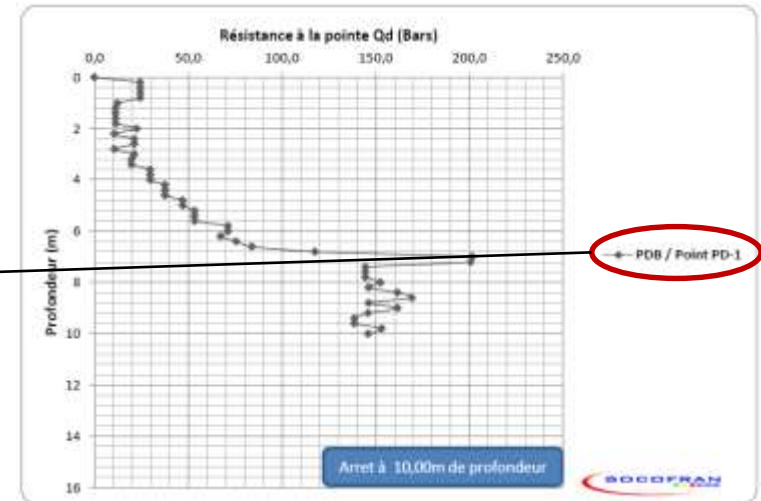 Résistance à la pointe Qd (Bars)
0,0 50,0 100,0 150,0 200,0 250,0
0
2
4
6
8
10
12
14
16
Profondeur (m)
PDB / Point PD-1
Arret à 10,00m de profondeur
SOCOFRAN